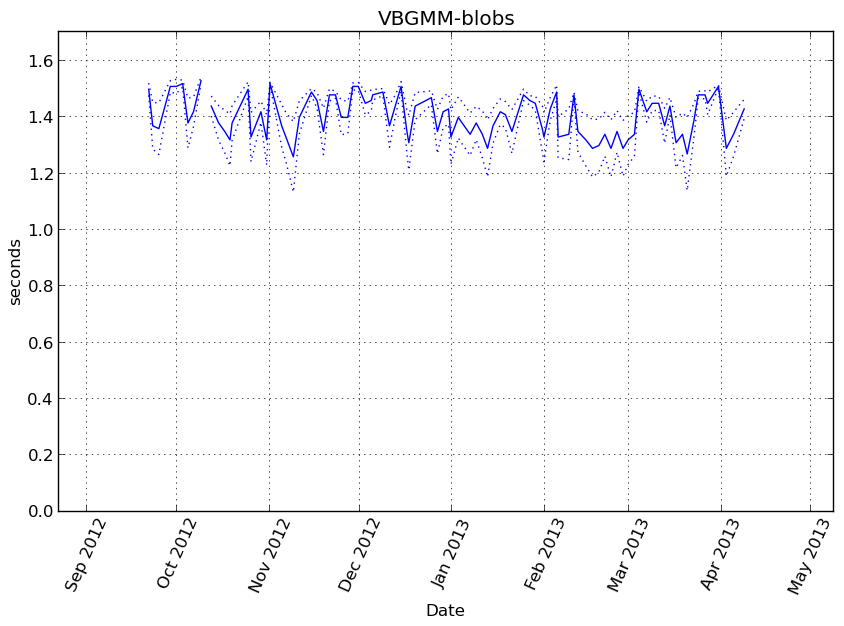 VBGMM-blobs
1.6
1.4
1.2
1.0
0.8
0.6
0.4
0.2
0.0
seconds
Sep 2012
Oct 2012
Nov 2012
Dec 2012
Jan 2013
Feb 2013
Mar 2013
Apr 2013
May 2013
Date